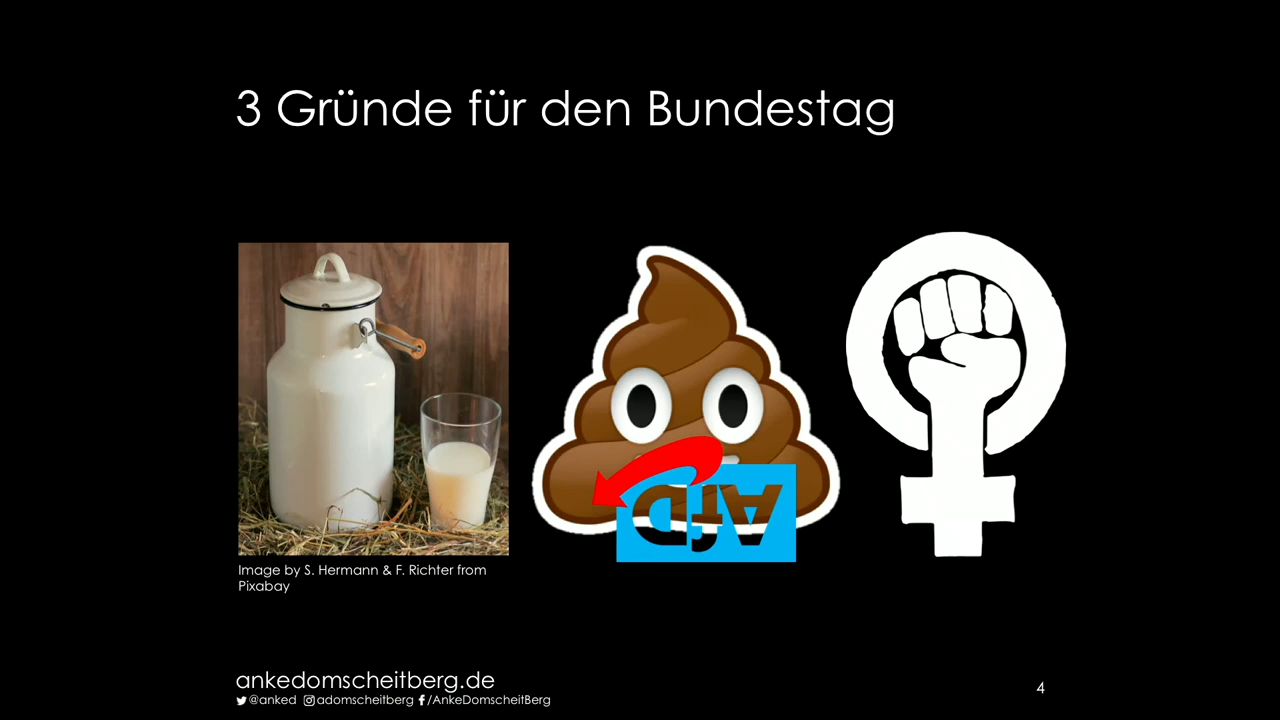 3 Gründe für den Bundestag
AfD
Image by S. Hermann & F. Richter from
Pixabay
ankedomscheitberg.de
@anked adomscheitberg /AnkeDomscheitBerg
4